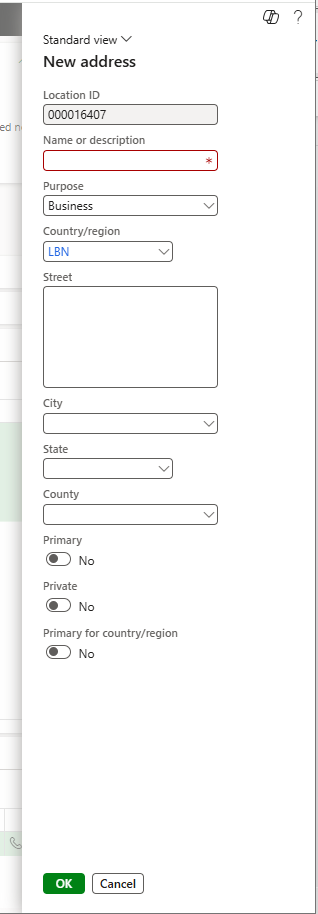 ?
Standard view
New address
Location ID
000016407
Name or description
*
Purpose
Business
Country/region
LBN
Street
City
State
County
Primary
No
Private
No
Primary for country/region
No
OK
Cancel